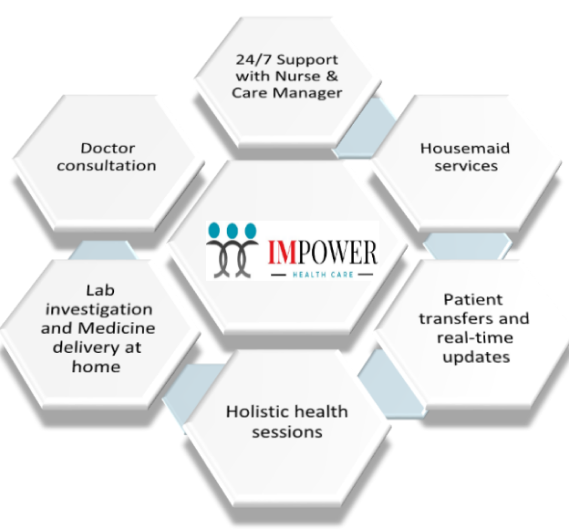 24/7 Support
with Nurse &
Care Manager
Doctor
consultation
Housemaid
services
IMPOWER
HEALTH CARE
Lab
investigation
and Medicine
delivery at
home
Patient
transfers and
real-time
updates
Holistic health
sessions